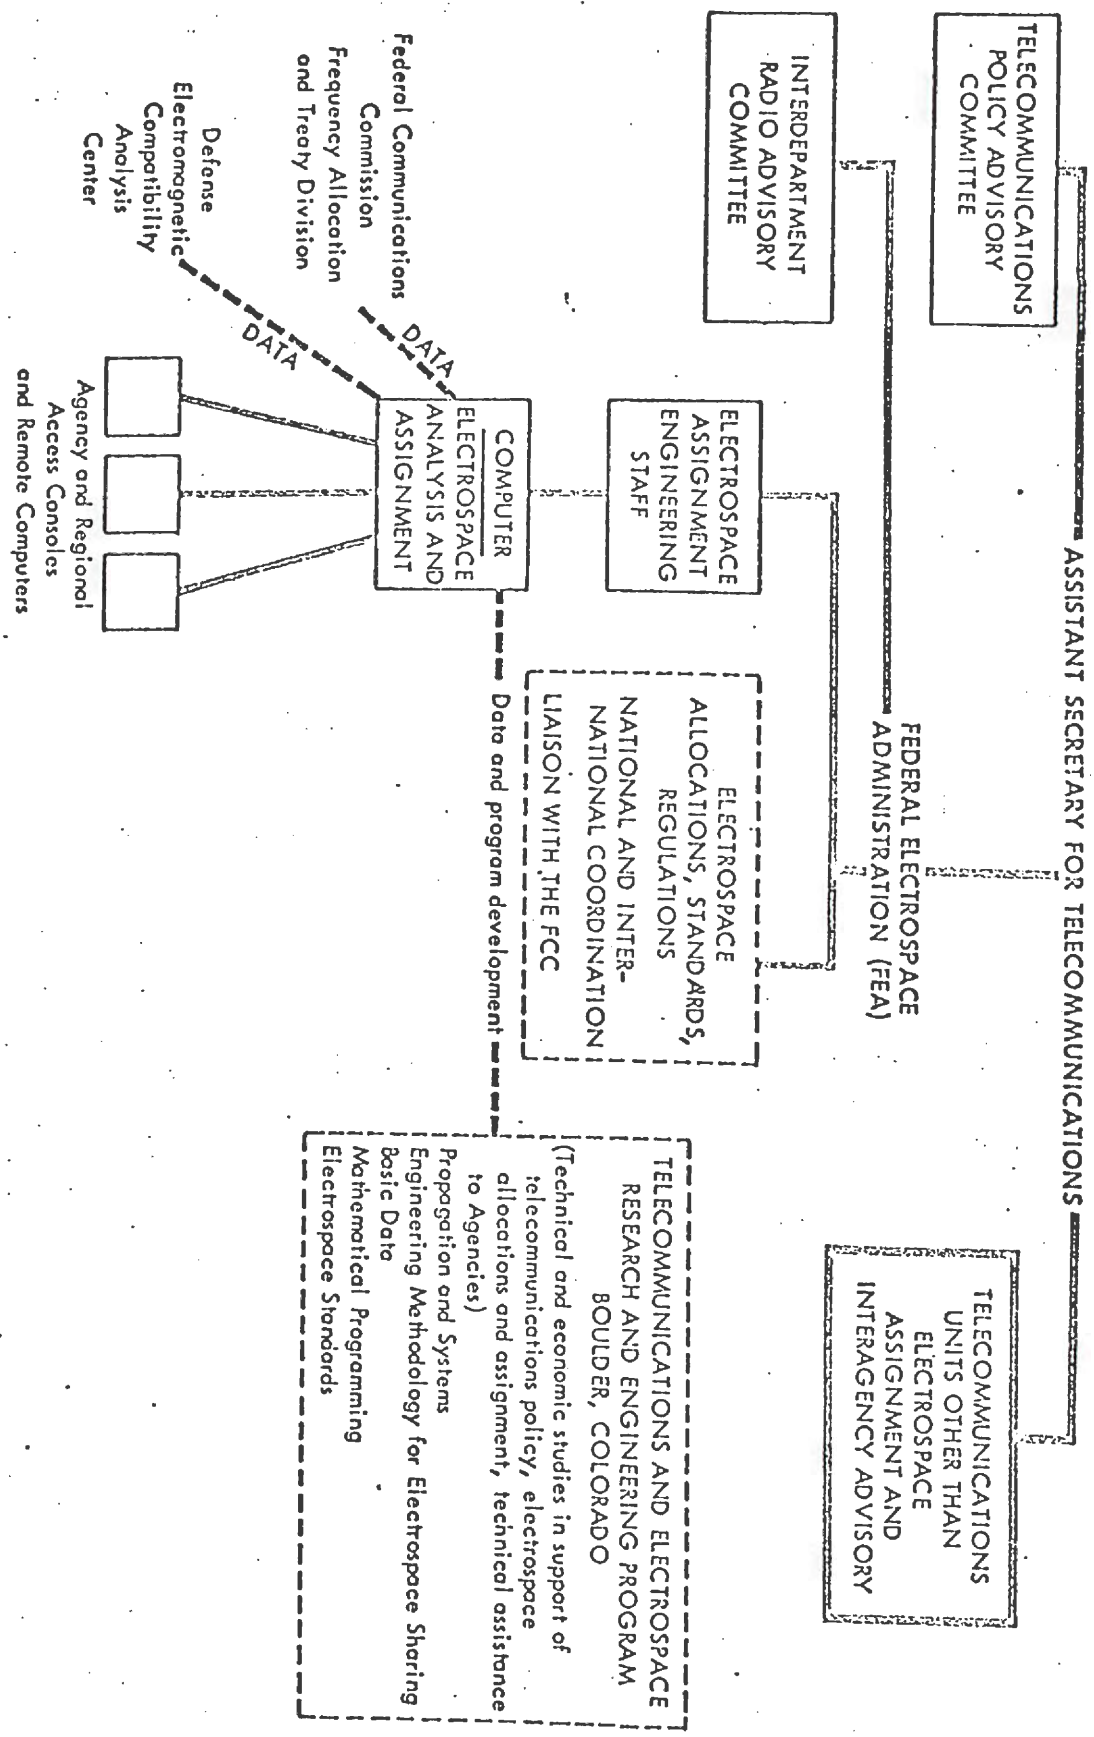 ASSISTANT SECRETARY FOR TELECOMMUNICATIONS
TELECOMMUNICATIONS
POLICY ADVISORY
COMMITTEE
TELECOMMUNICATIONS
UNITS OTHER THAN
ELECTROSPACE
ASSIGNMENT AND
INTERAGENCY ADVISORY
FEDERAL ELECTROSPACE
ADMINISTRATION (FEA)
INTERDEPARTMENT
RADIO ADVISORY
COMMITTEE
ELECTROSPACE
ASSIGNMENT
ENGINEERING
STAFF
ELECTROSPACE
ALLOCATIONS, STANDARDS,
REGULATIONS
NATIONAL AND INTER-
NATIONAL COORDINATION
LIAISON WITH THE FCC
TELECOMMUNICATIONS AND ELECTROSPACE
RESEARCH AND ENGINEERING PROGRAM
BOULDER, COLORADO
(Technical and economic studies in support of
telecommunications policy, electrospace
allocations and assignment, technical assistance
to Agencies)
Propagation and Systems
Engineering Methodology for Electrospace Sharing
Basic Data
Mathematical Programming
Electrospace Standards
Data and program development
COMPUTER
ELECTROSPACE
ANALYSIS AND
ASSIGNMENT
DATA
DATA
Federal Communications
Commission
Frequency Allocation
and Treaty Division
Defense
Electromagnetic
Compatibility
Analysis
Center
Agency and Regional
Access Consoles
and Remote Computers